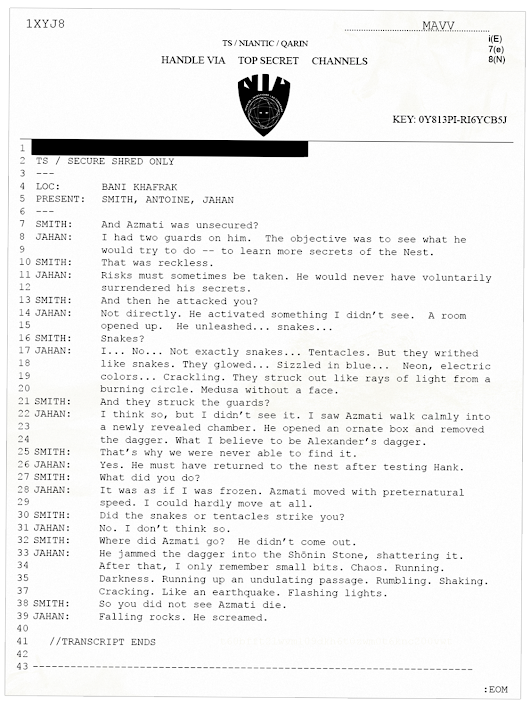 1XYJ8
MAVV
i(E)
7(e)
8(N)
TS / NIANTIC / QARIN
HANDLE VIA TOP SECRET CHANNELS
NIA
KEY: 0Y813PI-RI6YCB5J
1
2 TS / SECURE SHRED ONLY
3 ---
4 LOC: BANI KHAFRAK
5 PRESENT: SMITH, ANTOINE, JAHAN
6 ---
7 SMITH: And Azmati was unsecured?
8 JAHAN: I had two guards on him. The objective was to see what he
9 would try to do -- to learn more secrets of the Nest.
10 SMITH: That was reckless.
11 JAHAN: Risks must sometimes be taken. He would never have voluntarily
12 surrendered his secrets.
13 SMITH: And then he attacked you?
14 JAHAN: Not directly. He activated something I didn't see. A room
15 opened up. He unleashed... snakes...
16 SMITH: Snakes?
17 JAHAN: I... No... Not exactly snakes... Tentacles. But they writhed
18 like snakes. They glowed... Sizzled in blue... Neon, electric
19 colors... Crackling. They struck out like rays of light from a
20 burning circle. Medusa without a face.
21 SMITH: And they struck the guards?
22 JAHAN: I think so, but I didn't see it. I saw Azmati walk calmly into
23 a newly revealed chamber. He opened an ornate box and removed
24 the dagger. What I believe to be Alexander's dagger.
25 SMITH: That's why we were never able to find it.
26 JAHAN: Yes. He must have returned to the nest after testing Hank.
27 SMITH: What did you do?
28 JAHAN: It was as if I was frozen. Azmati moved with preternatural
29 speed. I could hardly move at all.
30 SMITH: Did the snakes or tentacles strike you?
31 JAHAN: No. I don't think so.
32 SMITH: Where did Azmati go? He didn't come out.
33 JAHAN: He jammed the dagger into the Shōnin Stone, shattering it.
34 After that, I only remember small bits. Chaos. Running.
35 Darkness. Running up an undulating passage. Rumbling. Shaking.
37 Cracking. Like an earthquake. Flashing lights.
38 SMITH: So you did not see Azmati die.
39 JAHAN: Falling rocks. He screamed.
40
41 //TRANSCRIPT ENDS
42
43 ----------------------------------------------------------------
:EOM